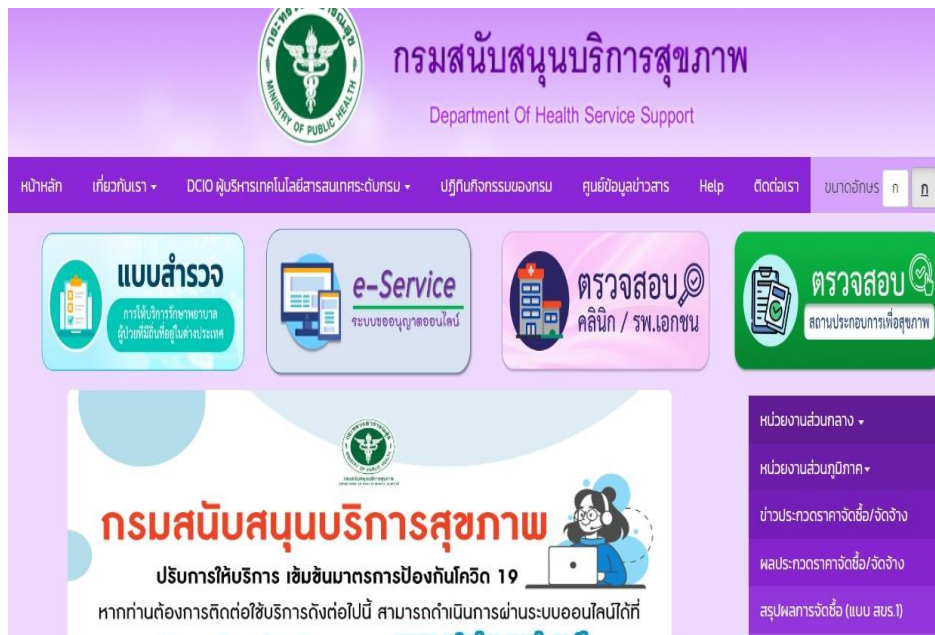 กระทรวงสาธารณสุข
MINISTRY OF PUBLIC HEALTH
กรมสนับสนุนบริการสุขภาพ
Department Of Health Service Support
หน้าหลัก เกี่ยวกับเรา DCIO ผู้บริหารเทคโนโลยีสารสนเทศระดับกรม ปฏิทินกิจกรรมของกรม ศูนย์ข้อมูลข่าวสาร Help ติดต่อเรา ขนาดอักษร ก ก
แบบสำรวจ
การให้บริการรักษาพยาบาล
ผู้ป่วยที่มีถิ่นที่อยู่ในต่างประเทศ
e-Service
ระบบขออนุญาตออนไลน์
ตรวจสอบ
คลินิก / รพ.เอกชน
ตรวจสอบ
สถานประกอบการเพื่อสุขภาพ
กรมสนับสนุนบริการสุขภาพ
ปรับการให้บริการ เข้มข้นมาตรการป้องกันโควิด 19
หากท่านต้องการติดต่อใช้บริการดังต่อไปนี้ สามารถดำเนินการผ่านระบบออนไลน์ได้ที่
หน่วยงานส่วนกลาง
หน่วยงานส่วนภูมิภาค
ข่าวประกวดราคาจัดซื้อ/จัดจ้าง
ผลประกวดราคาจัดซื้อ/จัดจ้าง
สรุปผลการจัดซื้อ (แบบ สขร.1)